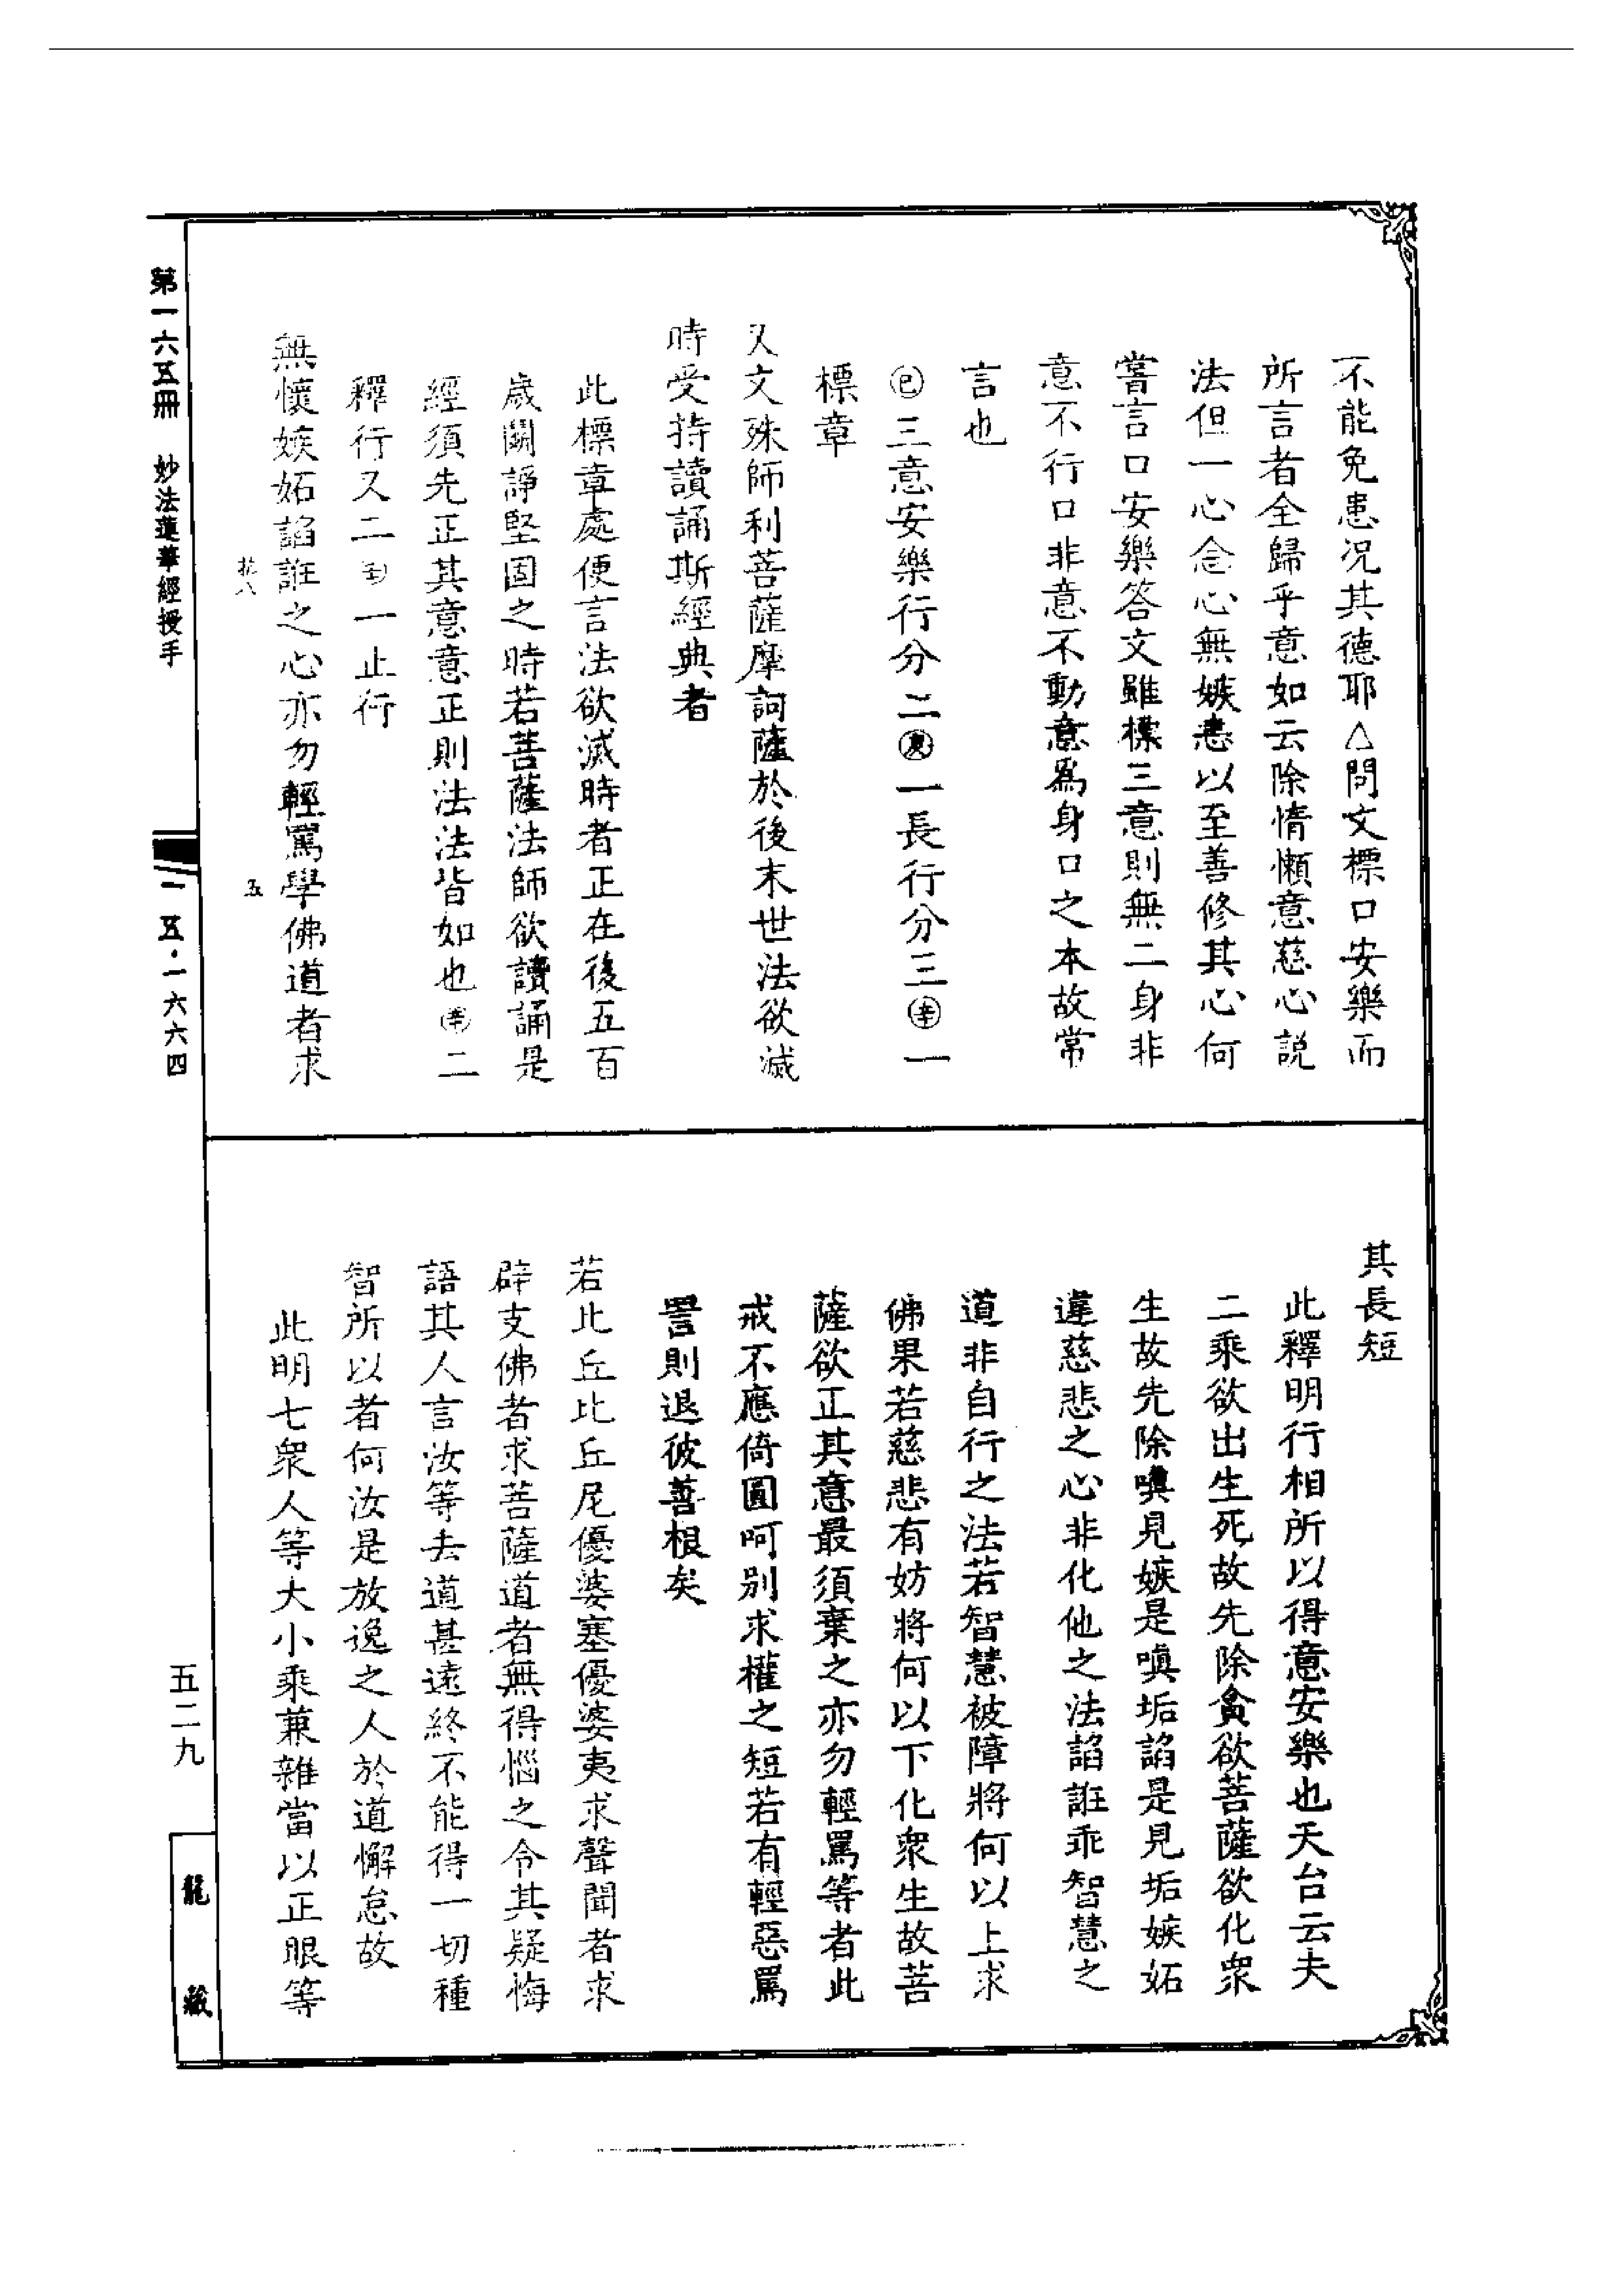 不能免患况其德耶△問文標口安樂而
所言者全歸乎意如云除惰懶意慈心説
法但一心念心無嫉恚以至善修其心何
嘗言口安樂答文雖標三意則無二身非
意不行口非意不動意爲身口之本故常
言也
㊂三意安樂行分二㊂一長行分三㊂一
標章
又文殊師利菩薩摩訶薩於後末世法欲滅
時受持讀誦斯經典者
此標章處便言法欲滅時者正在後五百
歲鬬諍堅固之時若菩薩法師欲讀誦是
經須先正其意意正則法法皆如也二
釋行又二一止行
無懷嫉妬諂誑之心亦勿輕罵學佛道者求
其長短
此釋明行相所以得意安樂也天台云夫
二乘欲出生死故先除貪欲菩薩欲化衆
生故先除嗔見嫉是嗔垢諂是見垢嫉妬
違慈悲之心非化他之法諂誑乖智慧之
道非自行之法若智慧被障將何以上求
佛果若慈悲有妨將何以下化衆生故菩
薩欲正其意最須棄之亦勿輕罵等者此
戒不應倚圓呵别求權之短若有輕惡罵
詈則退彼善根矣
若比丘比丘尼優婆塞優婆夷求聲聞者求
辟支佛者求菩薩道者無得惱之令其疑悔
語其人言汝等去道甚遠終不能得一切種
智所以者何汝是放逸之人於道懈怠故
此明七衆人等大小乘兼雜當以正眼等
第一六五冊 妙法蓮華經授手
一五·一六六四
五
五二九
龍藏